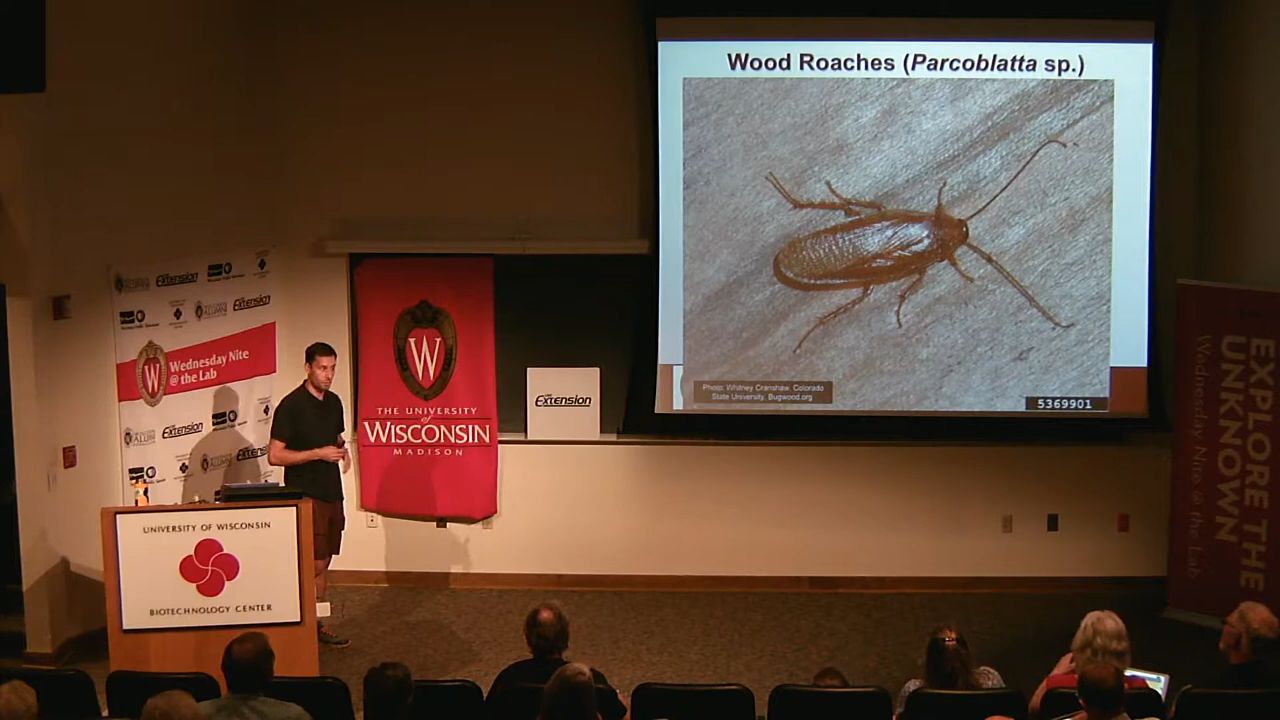 Wood Roaches (Parcoblatta sp.)
Photo: Whitney Cranshaw, Colorado
State University, Bugwood.org
5369901
Extension
Extension
Wednesday Nite
@ the Lab
Extension
Extension
W
W
THE UNIVERSITY
of
WISCONSIN
MADISON
Extension
UNIVERSITY OF WISCONSIN
BIOTECHNOLOGY CENTER
EXPLORE THE
UNKNOWN
Wednesday Nite @ the Lab